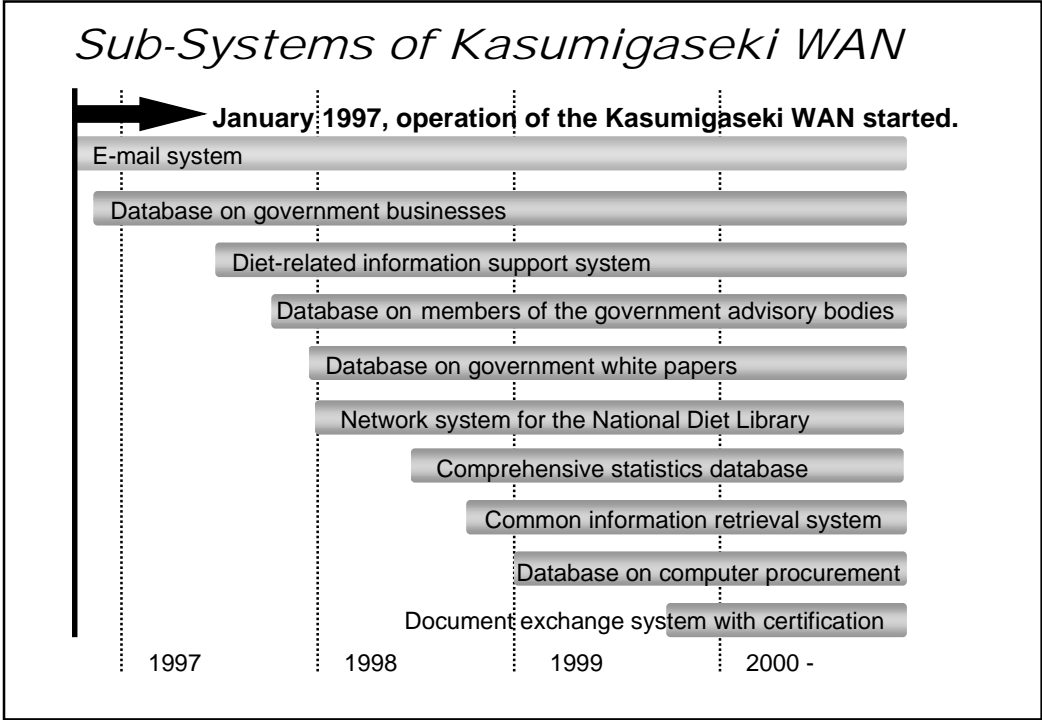 Sub-Systems of Kasumigaseki WAN
January 1997, operation of the Kasumigaseki WAN started.
E-mail system
Database on government businesses
Diet-related information support system
Database on members of the government advisory bodies
Database on government white papers
Network system for the National Diet Library
Comprehensive statistics database
Common information retrieval system
Database on computer procurement
Document exchange system with certification
1997 1998 1999 2000 -